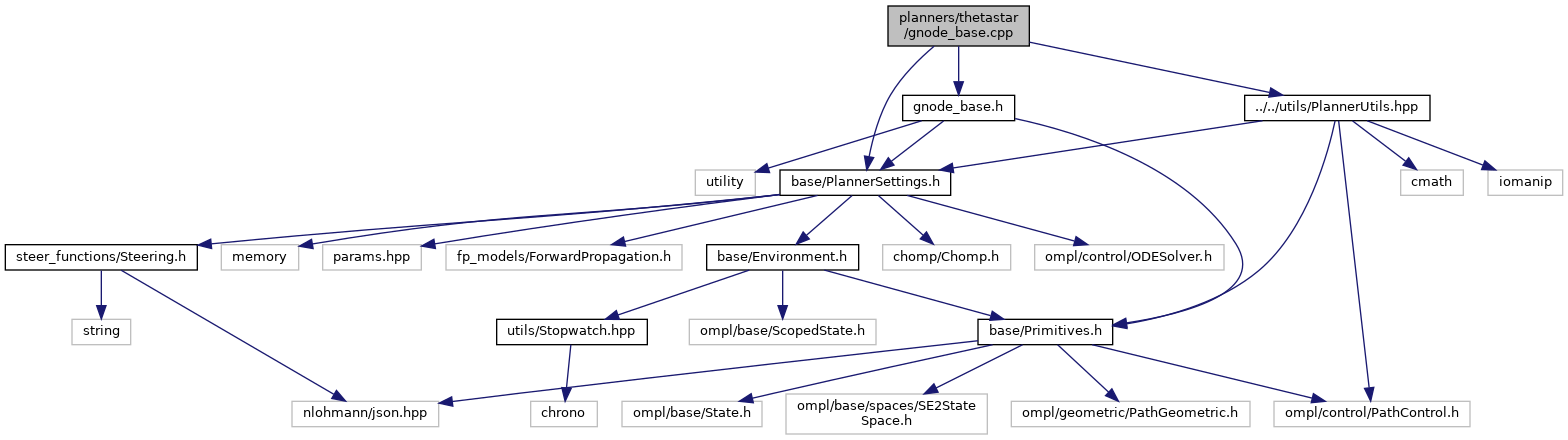 planners/thetastar
/gnode_base.cpp
gnode_base.h
../../utils/PlannerUtils.hpp
utility
base/PlannerSettings.h
cmath
iomanip
steer_functions/Steering.h
memory
params.hpp
fp_models/ForwardPropagation.h
base/Environment.h
chomp/Chomp.h
ompl/control/ODESolver.h
string
utils/Stopwatch.hpp
ompl/base/ScopedState.h
base/Primitives.h
nlohmann/json.hpp
chrono
ompl/base/State.h
ompl/base/spaces/SE2State
Space.h
ompl/geometric/PathGeometric.h
ompl/control/PathControl.h